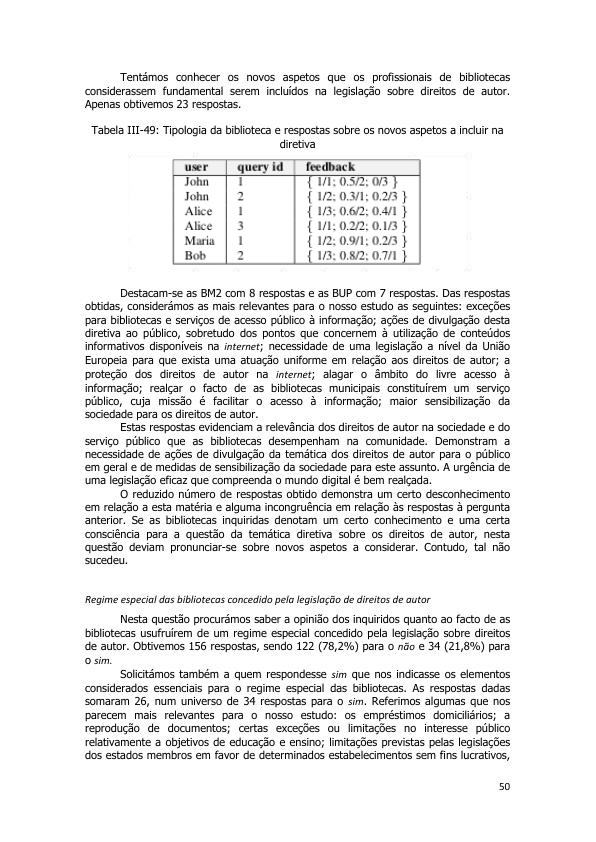 Tentámos conhecer os novos aspetos que os profissionais de bibliotecas
considerassem fundamental serem incluídos na legislação sobre direitos de autor.
Apenas obtivemos 23 respostas.
Tabela III-49: Tipologia da biblioteca e respostas sobre os novos aspetos a incluir na
diretiva
user query id feedback
John 1 { 1/1; 0.5/2; 0/3 }
John 2 { 1/2; 0.3/1; 0.2/3 }
Alice 1 { 1/3; 0.6/2; 0.4/1 }
Alice 3 { 1/1; 0.2/2; 0.1/3 }
Maria 1 { 1/2; 0.9/1; 0.2/3 }
Bob 2 { 1/3; 0.8/2; 0.7/1 }
Destacam-se as BM2 com 8 respostas e as BUP com 7 respostas. Das respostas
obtidas, considerámos as mais relevantes para o nosso estudo as seguintes: exceções
para bibliotecas e serviços de acesso público à informação; ações de divulgação desta
diretiva ao público, sobretudo dos pontos que concernem à utilização de conteúdos
informativos disponíveis na internet; necessidade de uma legislação a nível da União
Europeia para que exista uma atuação uniforme em relação aos direitos de autor; a
proteção dos direitos de autor na internet; alagar o âmbito do livre acesso à
informação; realçar o facto de as bibliotecas municipais constituírem um serviço
público, cuja missão é facilitar o acesso à informação; maior sensibilização da
sociedade para os direitos de autor.
Estas respostas evidenciam a relevância dos direitos de autor na sociedade e do
serviço público que as bibliotecas desempenham na comunidade. Demonstram a
necessidade de ações de divulgação da temática dos direitos de autor para o público
em geral e de medidas de sensibilização da sociedade para este assunto. A urgência de
uma legislação eficaz que compreenda o mundo digital é bem realçada.
O reduzido número de respostas obtido demonstra um certo desconhecimento
em relação a esta matéria e alguma incongruência em relação às respostas à pergunta
anterior. Se as bibliotecas inquiridas denotam um certo conhecimento e uma certa
consciência para a questão da temática diretiva sobre os direitos de autor, nesta
questão deviam pronunciar-se sobre novos aspetos a considerar. Contudo, tal não
sucedeu.
Regime especial das bibliotecas concedido pela legislação de direitos de autor
Nesta questão procurámos saber a opinião dos inquiridos quanto ao facto de as
bibliotecas usufruírem de um regime especial concedido pela legislação sobre direitos
de autor. Obtivemos 156 respostas, sendo 122 (78,2%) para o não e 34 (21,8%) para
o sim.
Solicitámos também a quem respondesse sim que nos indicasse os elementos
considerados essenciais para o regime especial das bibliotecas. As respostas dadas
somaram 26, num universo de 34 respostas para o sim. Referimos algumas que nos
parecem mais relevantes para o nosso estudo: os empréstimos domiciliários; a
reprodução de documentos; certas exceções ou limitações no interesse público
relativamente a objetivos de educação e ensino; limitações previstas pelas legislações
dos estados membros em favor de determinados estabelecimentos sem fins lucrativos,
50